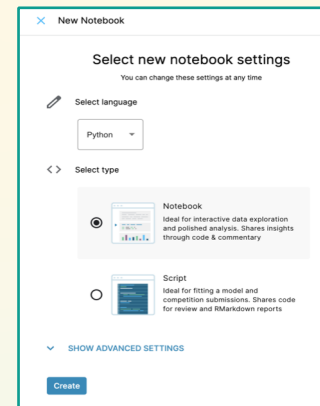 × New Notebook
Select new notebook settings
You can change these settings at any time
Select language
Python
<> Select type
Notebook
Ideal for interactive data exploration
and polished analysis. Shares insights
through code & commentary
Script
Ideal for fitting a model and
competition submissions. Shares code
for review and RMarkdown reports
SHOW ADVANCED SETTINGS
Create